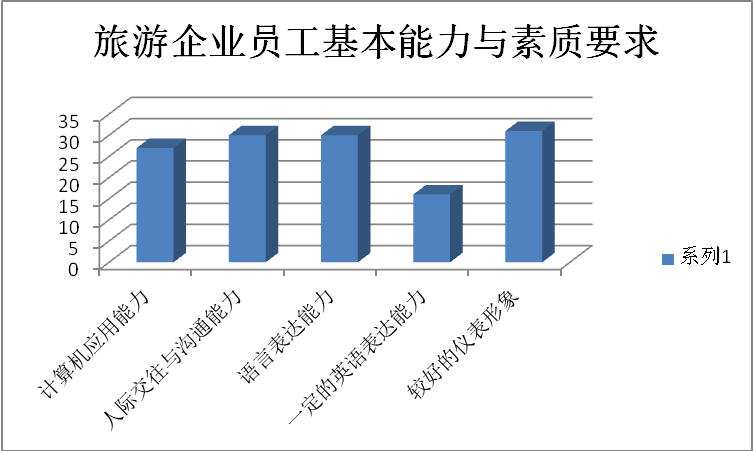 旅游企业员工基本能力与素质要求
35
30
25
20
15
10
5
0
计算机应用能力
人际交往与沟通能力
语言表达能力
一定的英语表达能力
较好的仪表形象
系列1